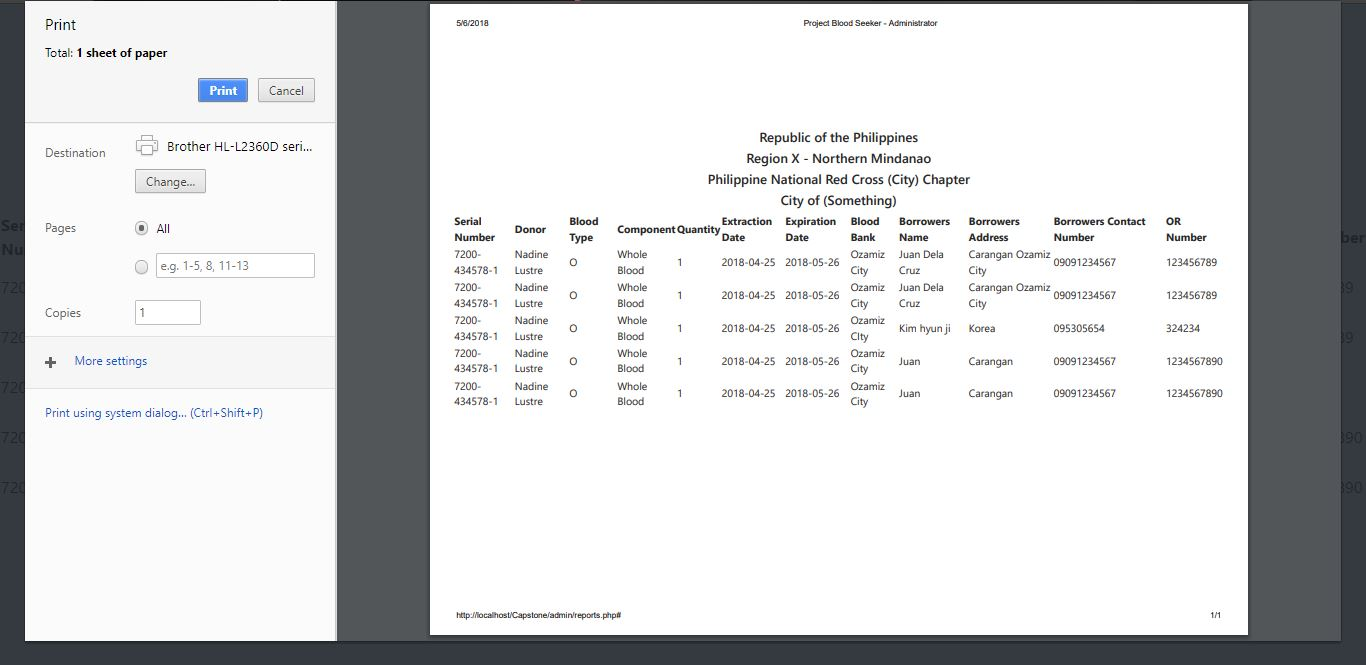 Print
Total: 1 sheet of paper
Print Cancel
Destination Brother HL-L2360D seri...
Change...
Pages All
e.g. 1-5, 8, 11-13
Copies 1
More settings
Print using system dialog... (Ctrl+Shift+P)
5/6/2018 Project Blood Seeker - Administrator
Republic of the Philippines
Region X - Northern Mindanao
Philippine National Red Cross (City) Chapter
City of (Something)
Serial Number Donor Blood Type Component Quantity Extraction Date Expiration Date Blood Bank Borrowers Name Borrowers Address Borrowers Contact Number OR Number
7200-434578-1 Nadine Lustre O Whole Blood 1 2018-04-25 2018-05-26 Ozamiz City Juan Dela Cruz Carangan Ozamiz City 09091234567 123456789
7200-434578-1 Nadine Lustre O Whole Blood 1 2018-04-25 2018-05-26 Ozamiz City Juan Dela Cruz Carangan Ozamiz City 09091234567 123456789
7200-434578-1 Nadine Lustre O Whole Blood 1 2018-04-25 2018-05-26 Ozamiz CIty Kim hyun ji Korea 095305654 324234
7200-434578-1 Nadine Lustre O Whole Blood 1 2018-04-25 2018-05-26 Ozamiz City Juan Carangan 09091234567 1234567890
7200-434578-1 Nadine Lustre O Whole Blood 1 2018-04-25 2018-05-26 Ozamiz City Juan Carangan 09091234567 1234567890
http://localhost/Capstone/admin/reports.php# 1/1